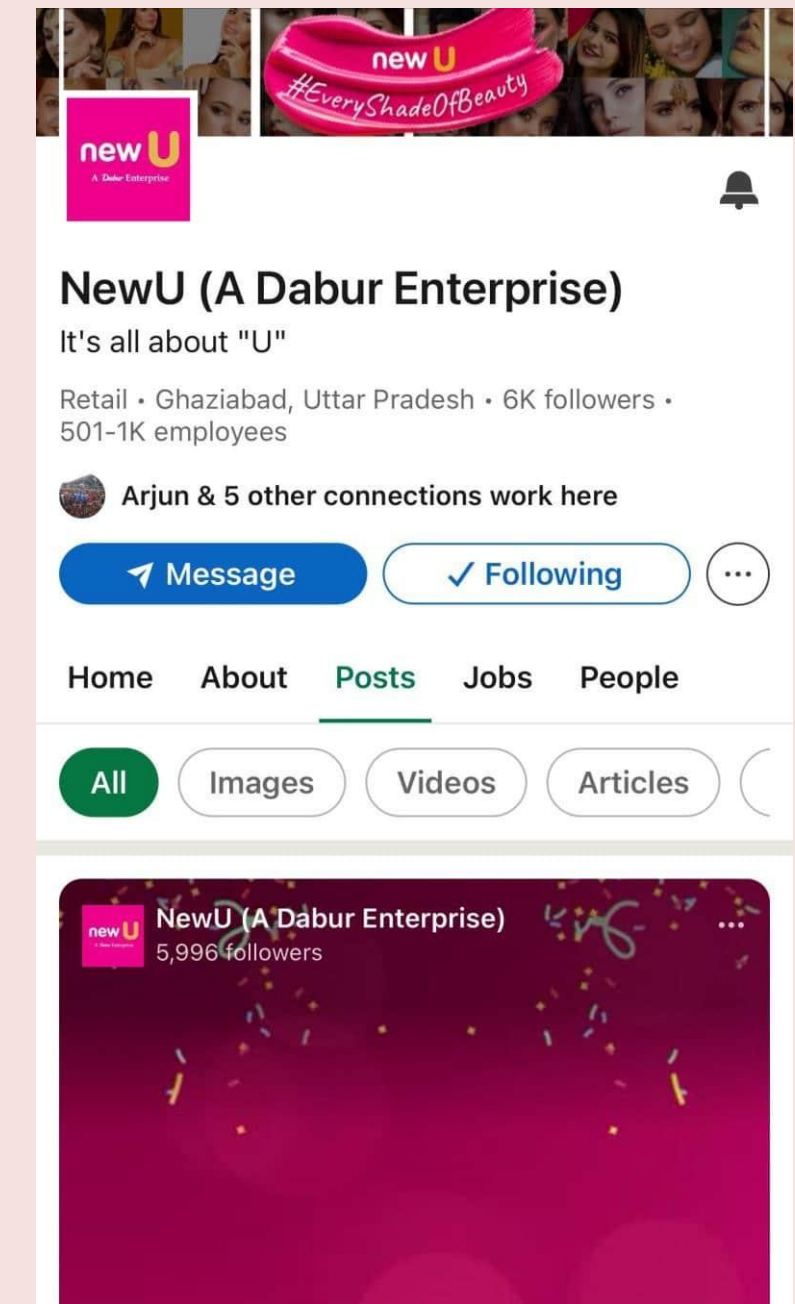 new U
#EveryShadeOfBeauty
new U
A Dabur Enterprise
NewU (A Dabur Enterprise)
It's all about "U"
Retail • Ghaziabad, Uttar Pradesh • 6K followers •
501-1K employees
Arjun & 5 other connections work here
Message
Following
Home About Posts Jobs People
All Images Videos Articles
new U
NewU (A Dabur Enterprise)
5,996 followers